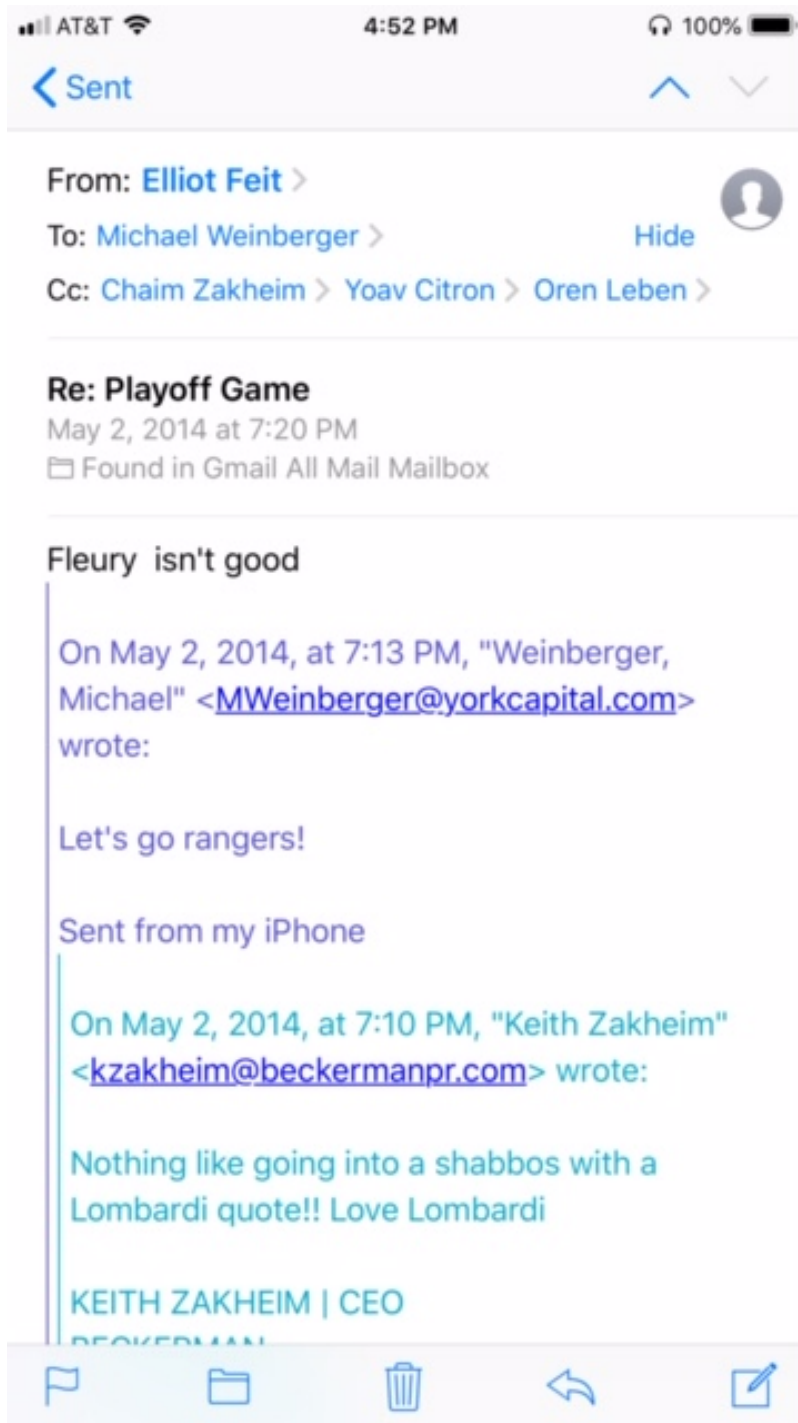 AT&T 4:52 PM 100%
Sent
From: Elliot Feit
To: Michael Weinberger Hide
Cc: Chaim Zakheim Yoav Citron Oren Leben
Re: Playoff Game
May 2, 2014 at 7:20 PM
Found in Gmail All Mail Mailbox
Fleury isn't good
On May 2, 2014, at 7:13 PM, "Weinberger,
Michael" <MWeinberger@yorkcapital.com>
wrote:
Let's go rangers!
Sent from my iPhone
On May 2, 2014, at 7:10 PM, "Keith Zakheim"
<kzakheim@beckermanpr.com> wrote:
Nothing like going into a shabbos with a
Lombardi quote!! Love Lombardi
KEITH ZAKHEIM | CEO
BECKERMAN